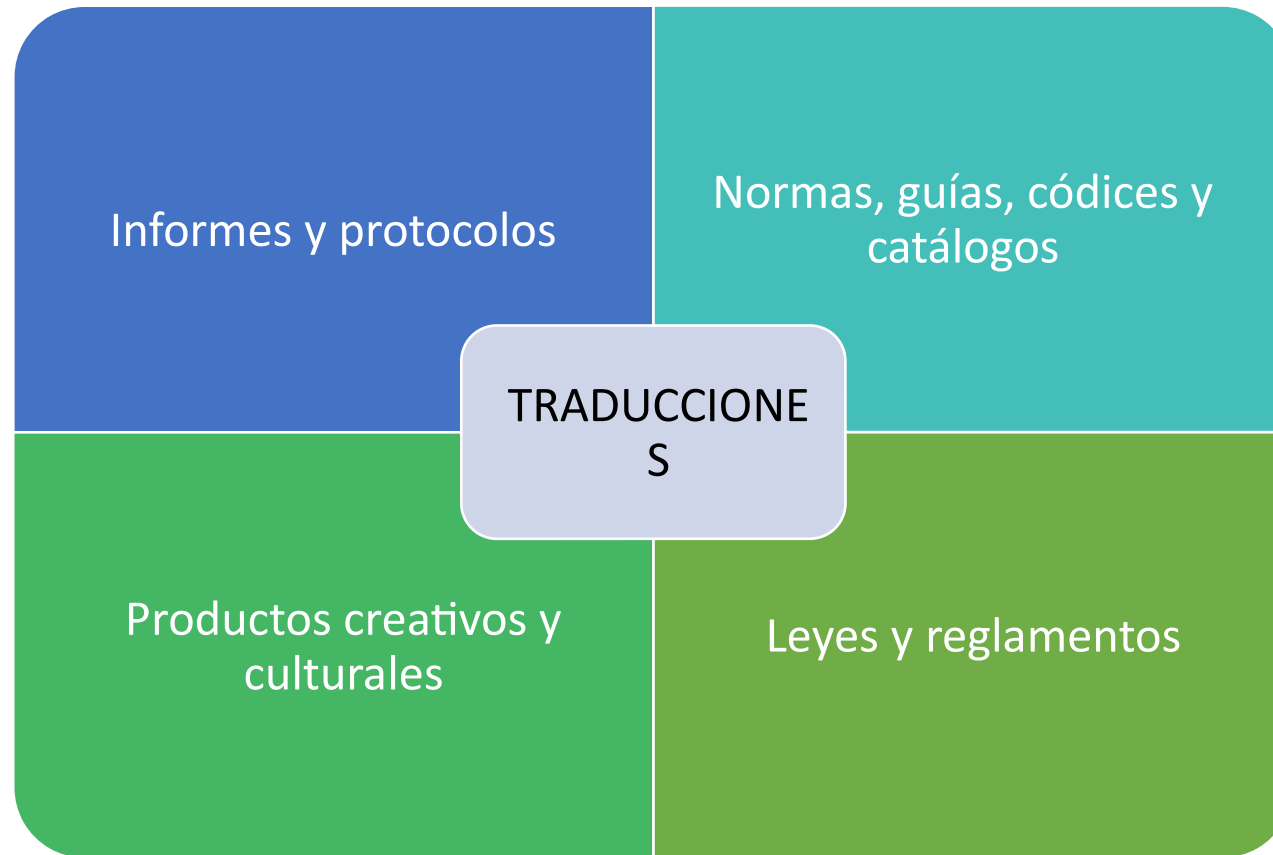 Informes y protocolos
Normas, guías, códices y
catálogos
TRADUCCIONE
S
Productos creativos y
culturales
Leyes y reglamentos